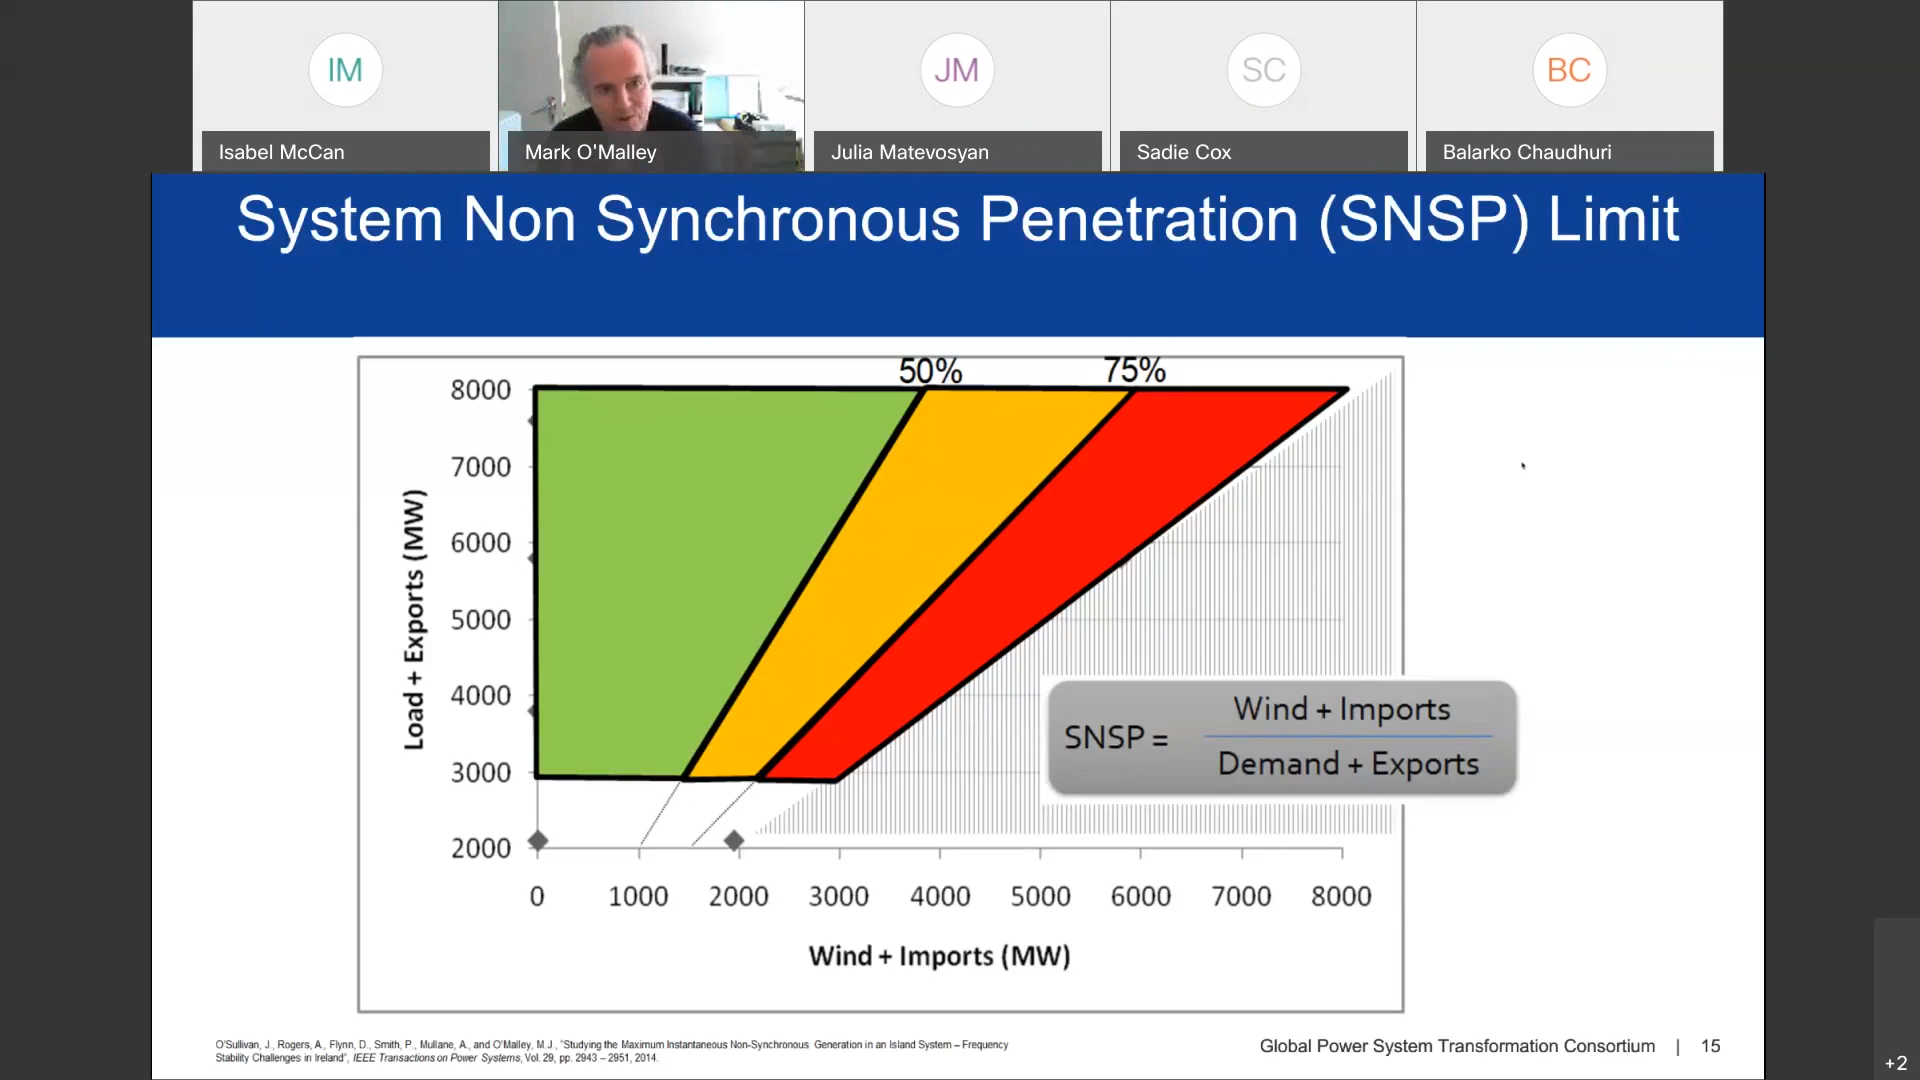 IM
JM
SC
BC
Isabel McCan
Mark O'Malley
Julia Matevosyan
Sadie Cox
Balarko Chaudhuri
System Non Synchronous Penetration (SNSP) Limit
50%
75%
8000
7000
6000
5000
4000
3000
2000
Load + Exports (MW)
0
1000
2000
3000
4000
5000
6000
7000
8000
Wind + Imports (MW)
SNSP =
Wind + Imports
Demand + Exports
O'Sullivan, J., Rogers, A., Flynn, D., Smith, P., Mullane, A., and O'Malley, M.J., "Studying the Maximum Instantaneous Non-Synchronous Generation in an Island System – Frequency
Stability Challenges in Ireland", IEEE Transactions on Power Systems, Vol. 29, pp. 2943 – 2951, 2014.
Global Power System Transformation Consortium | 15
+2